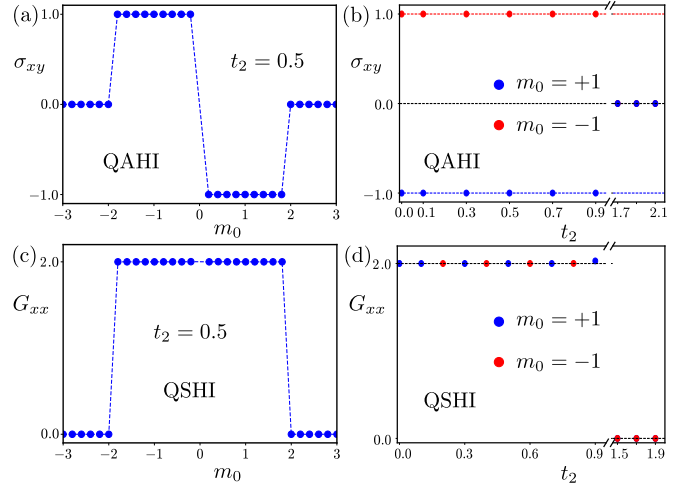 (a)
1.0
σxy
0.0
−1.0
t₂ = 0.5
QAHI
−3 −2 −1 0 1 2 3
m₀
(b)
1.0
σxy
0.0
−1.0
m₀ = +1
m₀ = −1
QAHI
0.0 0.1 0.3 0.5 0.7 0.9 1.7 2.1
t₂
(c)
2.0
Gxx
0.0
t₂ = 0.5
QSHI
−3 −2 −1 0 1 2 3
m₀
(d)
2.0
Gxx
0.0
m₀ = +1
m₀ = −1
QSHI
0.0 0.3 0.6 0.9 1.5 1.9
t₂